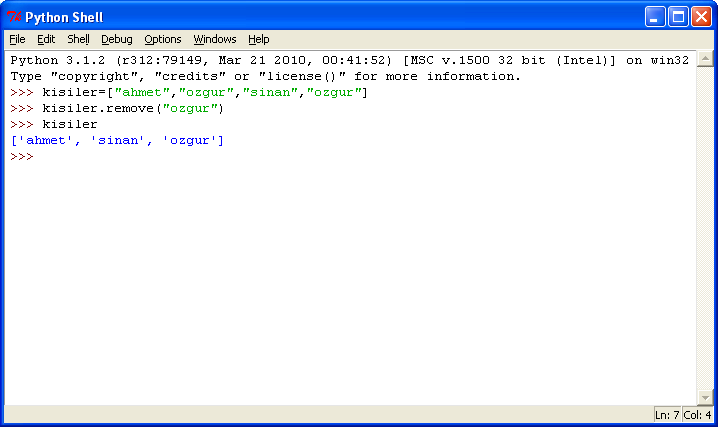 Python Shell
File Edit Shell Debug Options Windows Help
Python 3.1.2 (r312:79149, Mar 21 2010, 00:41:52) [MSC v.1500 32 bit (Intel)] on win32
Type "copyright", "credits" or "license()" for more information.
>>> kisiler=["ahmet","ozgur","sinan","ozgur"]
>>> kisiler.remove("ozgur")
>>> kisiler
['ahmet', 'sinan', 'ozgur']
>>>
Ln: 7 Col: 4